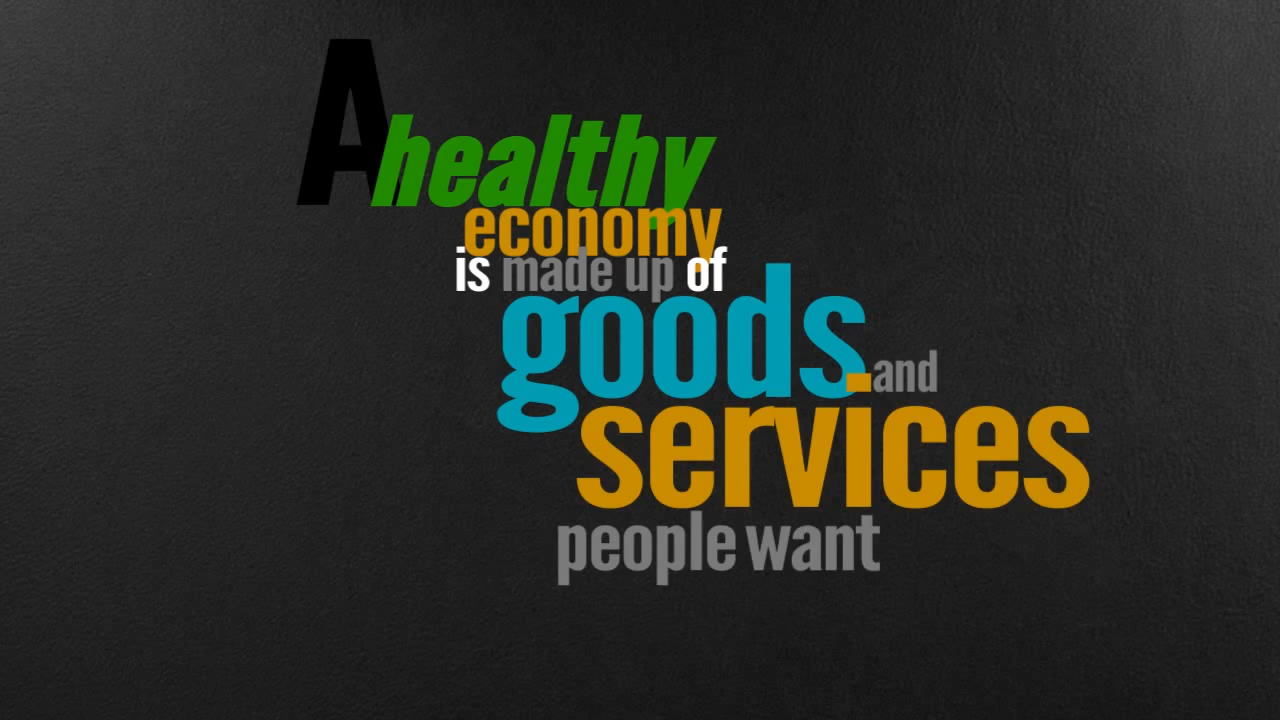 A healthy
economy
is made up of
goods and
services
people want